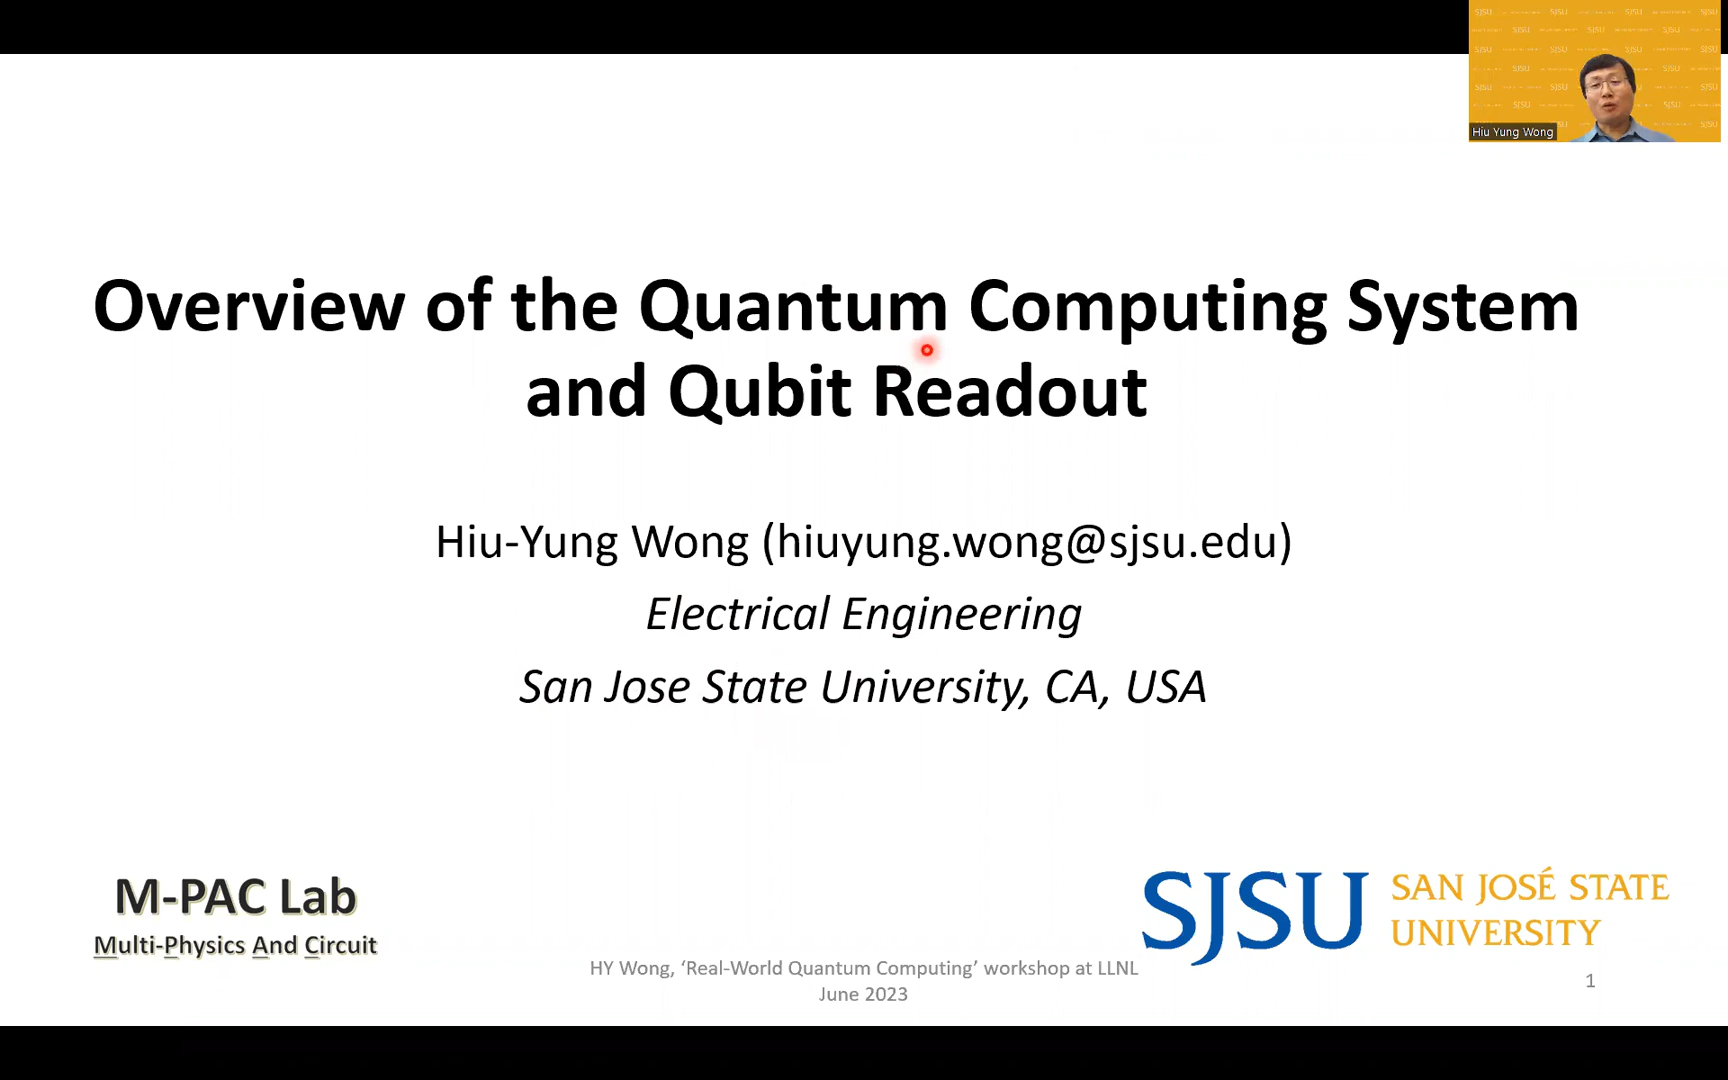 Hiu Yung Wong
Overview of the Quantum Computing System
and Qubit Readout
Hiu-Yung Wong (hiuyung.wong@sjsu.edu)
Electrical Engineering
San Jose State University, CA, USA
M-PAC Lab
Multi-Physics And Circuit
SJSU SAN JOSÉ STATE
UNIVERSITY
HY Wong, ‘Real-World Quantum Computing’ workshop at LLNL
June 2023
1